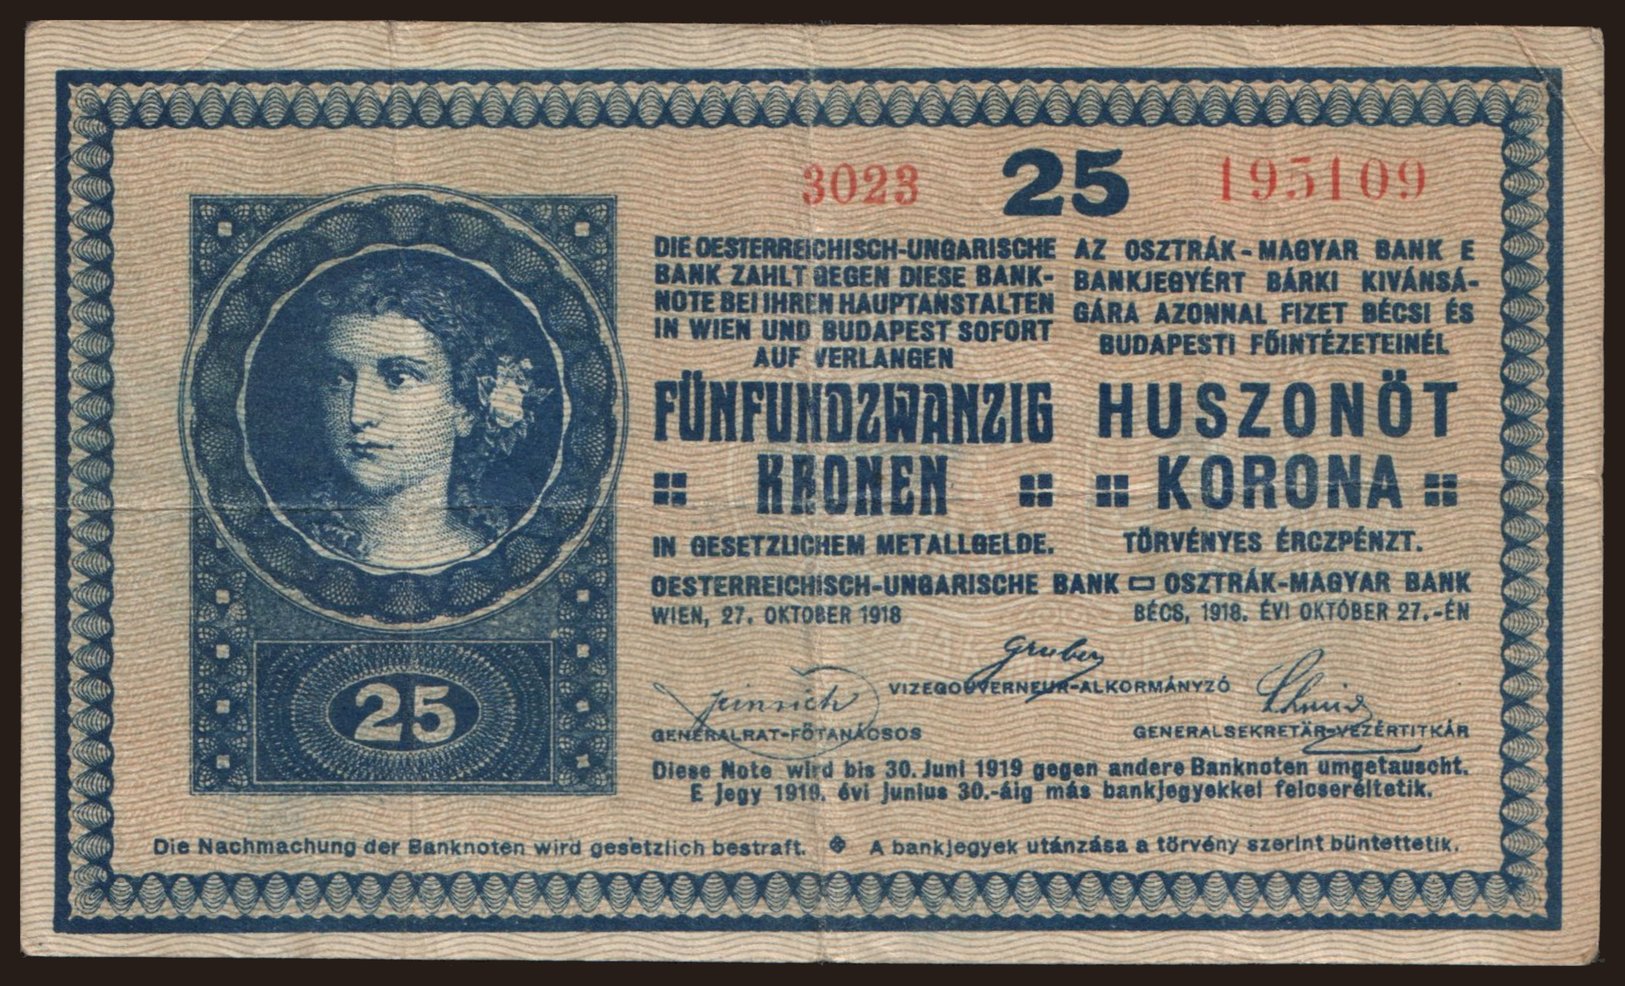 3023 25 195109
DIE OESTERREICHISCH-UNGARISCHE
BANK ZAHLT GEGEN DIESE BANK-
NOTE BEI IHREN HAUPTANSTALTEN
IN WIEN UND BUDAPEST SOFORT
AUF VERLANGEN
FÜNFUNDZWANZIG
KRONEN
IN GESETZLICHEM METALLGELDE.
AZ OSZTRÁK-MAGYAR BANK E
BANKJEGYÉRT BÁRKI KIVÁNSÁ-
GÁRA AZONNAL FIZET BÉCSI ÉS
BUDAPESTI FŐINTÉZETEINÉL
HUSZONÖT
KORONA
TÖRVÉNYES ÉRCZPÉNZT.
OESTERREICHISCH-UNGARISCHE BANK OSZTRÁK-MAGYAR BANK
WIEN, 27. OKTOBER 1918 BÉCS, 1918. ÉVI OKTÓBER 27.-ÉN
Gruber
VIZEGOUVERNEUR-ALKORMÁNYZÓ
GENERALRAT-FŐTANÁCSOS
GENERALSEKRETÄR-VEZÉRTITKÁR
25
Diese Note wird bis 30. Juni 1919 gegen andere Banknoten umgetauscht.
E jegy 1919. évi junius 30.-áig más bankjegyekkel felcseréltetik.
Die Nachmachung der Banknoten wird gesetzlich bestraft. A bankjegyek utánzása a törvény szerint büntettetik.